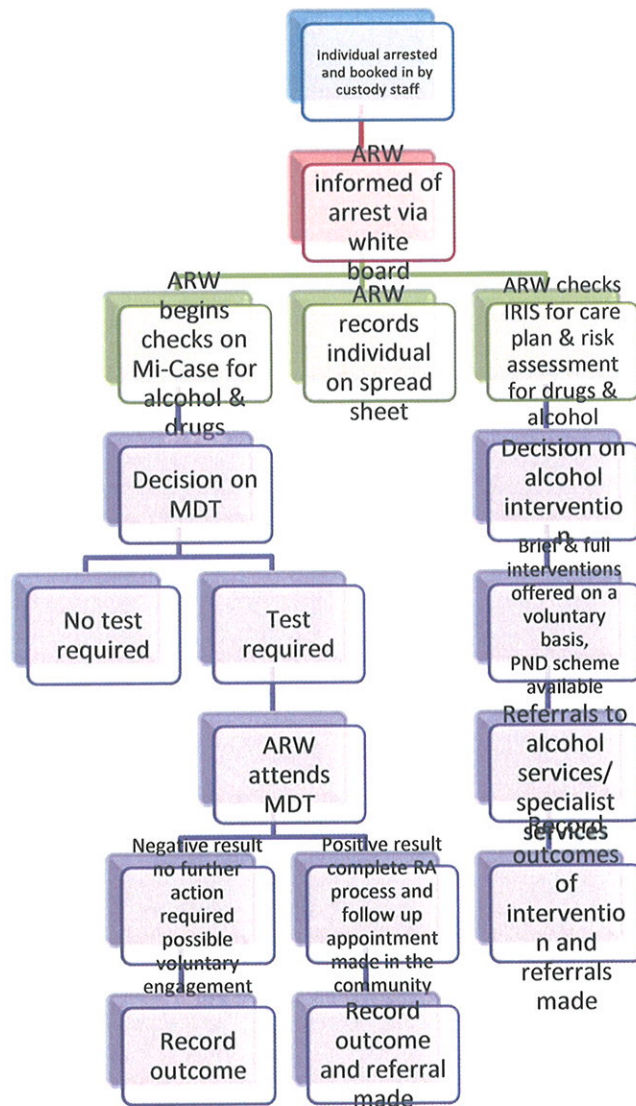 Individual arrested
and booked in by
custody staff
ARW
informed of
arrest via
white
board
ARW
begins
checks on
Mi-Case for
alcohol &
drugs
ARW
records
individual
on spread
sheet
ARW checks
IRIS for care
plan & risk
assessment
for drugs &
alcohol
Decision on
MDT
Decision on
alcohol
interventio
n
No test
required
Test
required
Brief & full
interventions
offered on a
voluntary
basis,
PND scheme
available
ARW
attends
MDT
Referrals to
alcohol
services/
specialist
services
Negative result
no further
action
required
possible
voluntary
engagement
Positive result
complete RA
process and
follow up
appointment
made in the
community
Record
outcomes
of
interventio
n and
referrals
made
Record
outcome
Record
outcome
and referral
made